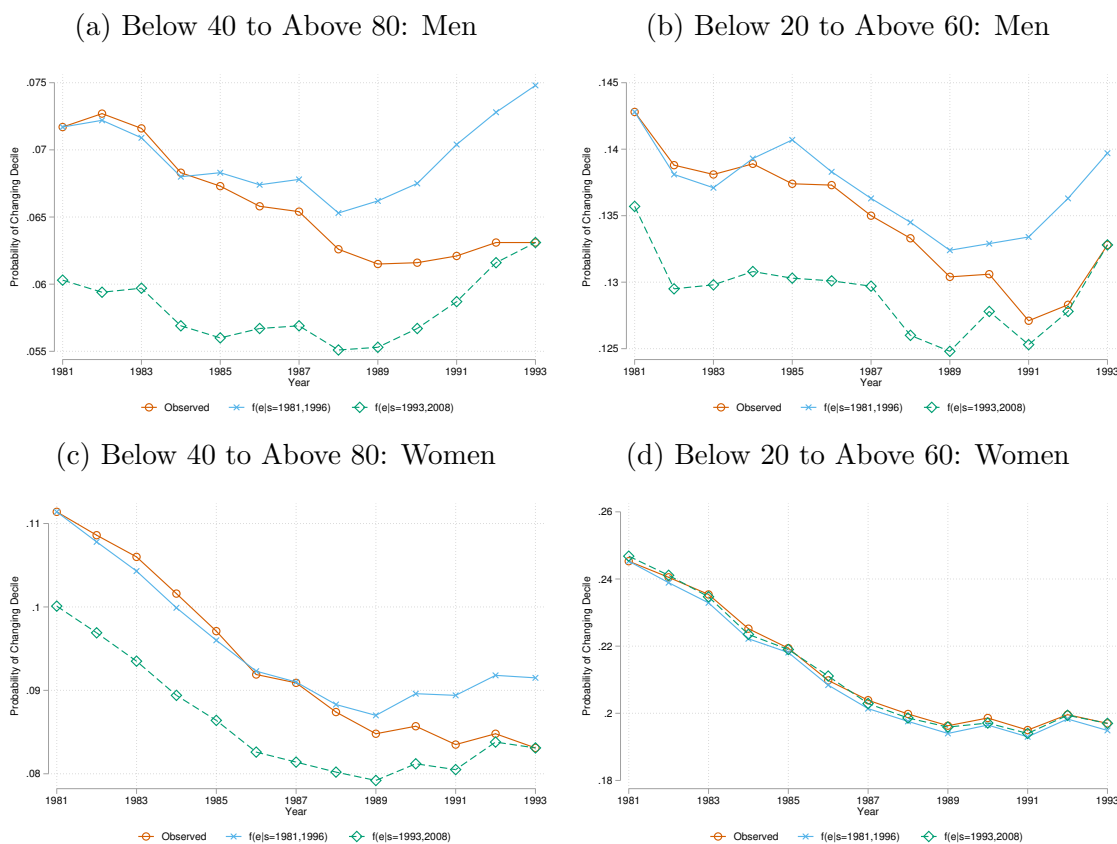 (a) Below 40 to Above 80: Men
Probability of Changing Decile
.075
.07
.065
.06
.055
1981 1983 1985 1987 1989 1991 1993
Year
Observed f(e|s=1981,1996) f(e|s=1993,2008)
(b) Below 20 to Above 60: Men
Probability of Changing Decile
.145
.14
.135
.13
.125
1981 1983 1985 1987 1989 1991 1993
Year
Observed f(e|s=1981,1996) f(e|s=1993,2008)
(c) Below 40 to Above 80: Women
Probability of Changing Decile
.11
.1
.09
.08
1981 1983 1985 1987 1989 1991 1993
Year
Observed f(e|s=1981,1996) f(e|s=1993,2008)
(d) Below 20 to Above 60: Women
Probability of Changing Decile
.26
.24
.22
.2
.18
1981 1983 1985 1987 1989 1991 1993
Year
Observed f(e|s=1981,1996) f(e|s=1993,2008)